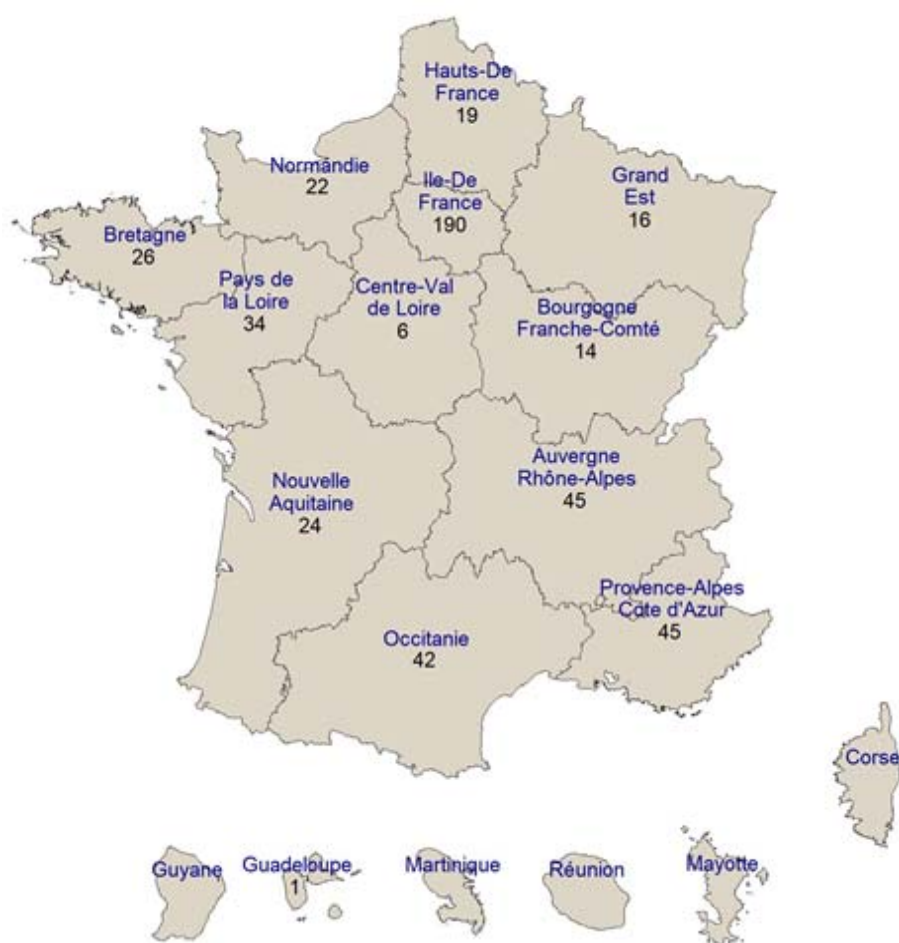 Hauts-De
France
19
Normandie
22
Ile-De
France
190
Grand
Est
16
Bretagne
26
Pays de
la Loire
34
Centre-Val
de Loire
6
Bourgogne
Franche-Comté
14
Auvergne
Rhône-Alpes
45
Nouvelle
Aquitaine
24
Provence-Alpes
Côte d'Azur
45
Occitanie
42
Corse
Guyane
Guadeloupe
1
Martinique
Réunion
Mayotte